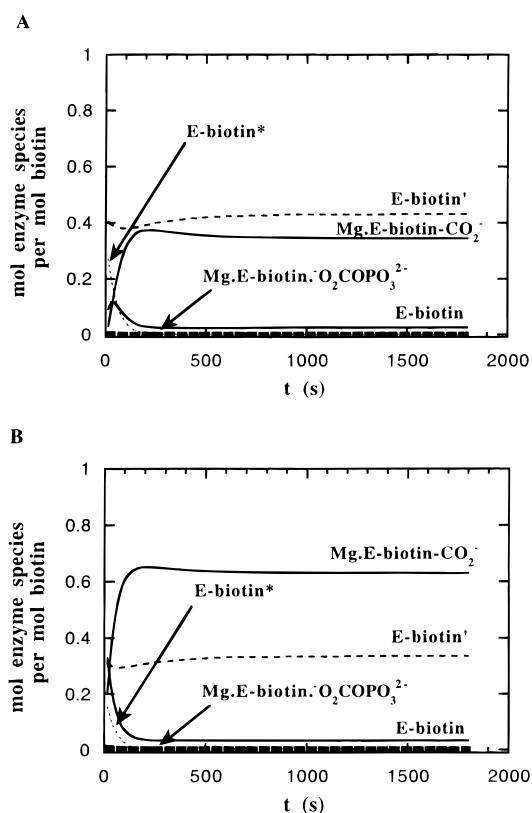 A
mol enzyme species
per mol biotin
1
0.8
0.6
0.4
0.2
0
E-biotin*
E-biotin'
Mg.E-biotin-CO₂⁻
Mg.E-biotin.⁻O₂COPO₃²⁻
E-biotin
0 500 1000 1500 2000
t (s)
B
mol enzyme species
per mol biotin
1
0.8
0.6
0.4
0.2
0
Mg.E-biotin-CO₂⁻
E-biotin*
E-biotin'
Mg.E-biotin.⁻O₂COPO₃²⁻
E-biotin
0 500 1000 1500 2000
t (s)